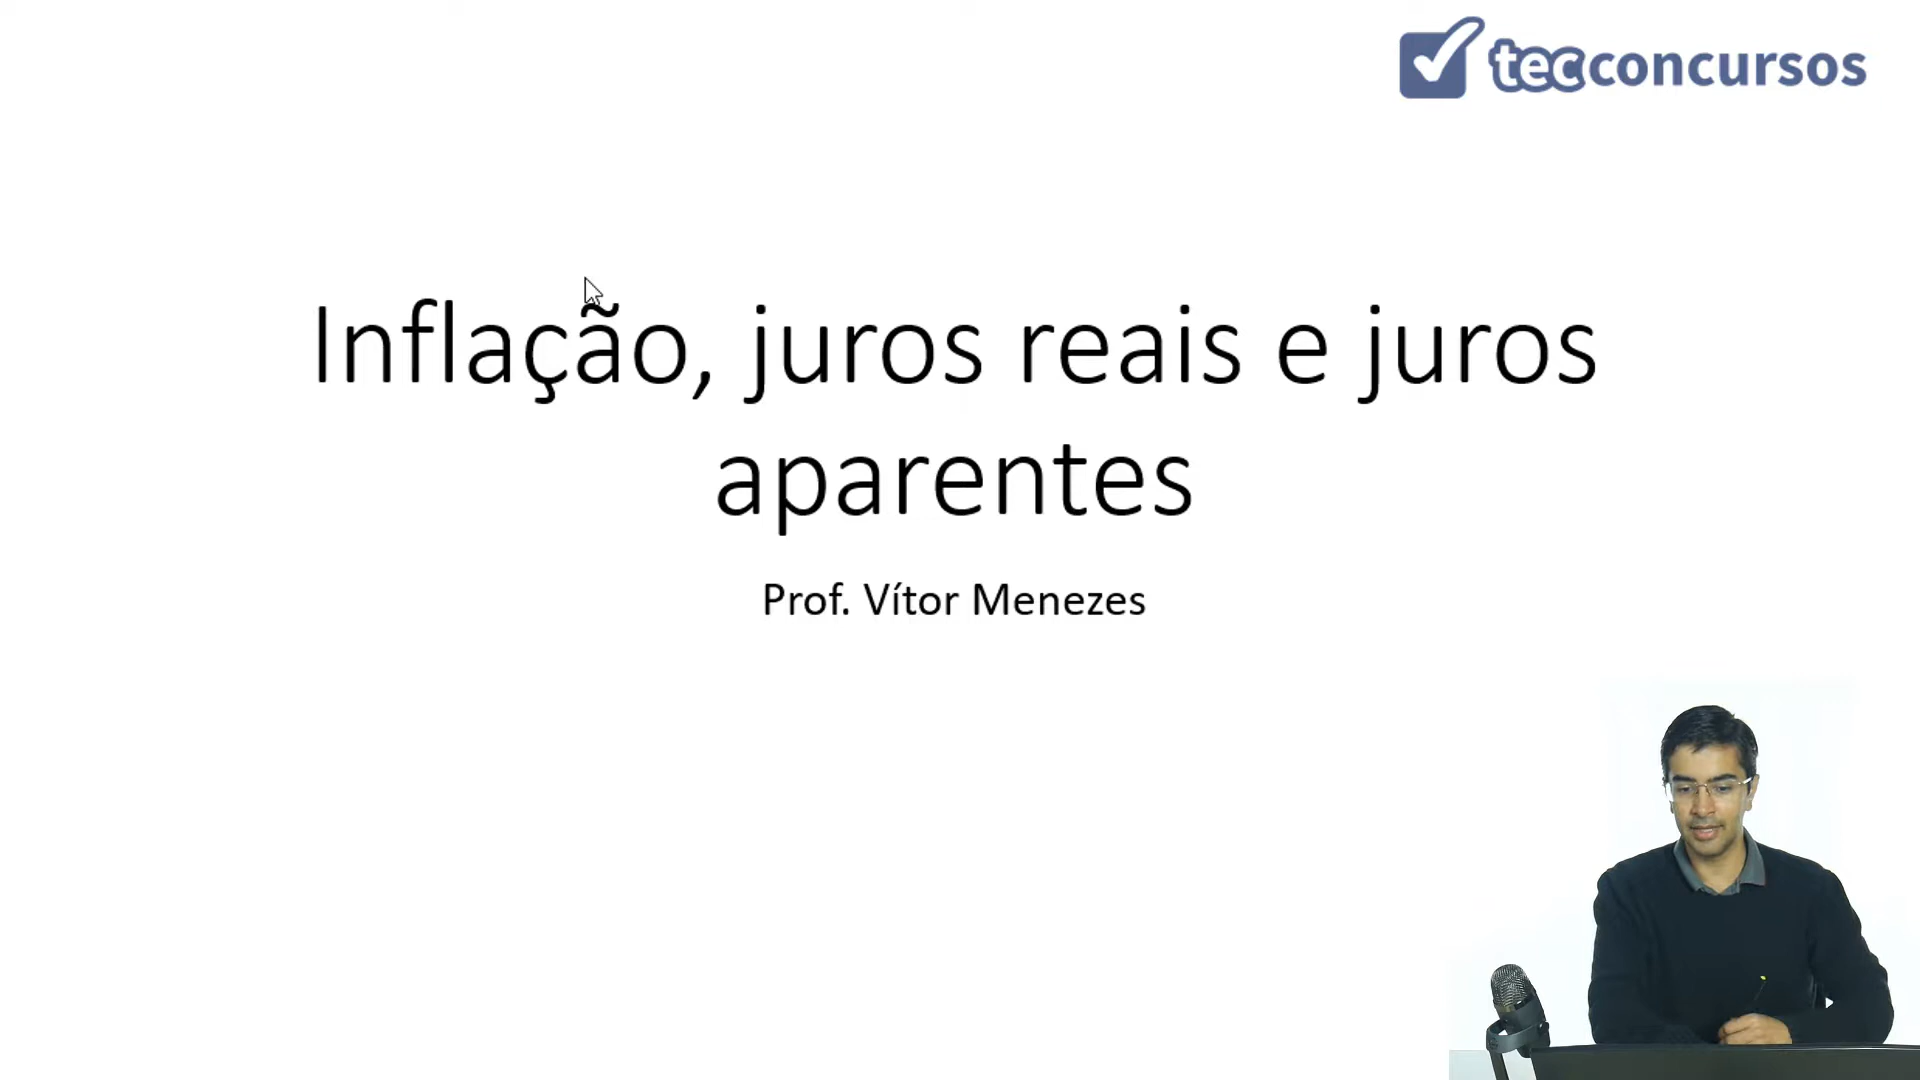 tecconcursos
Inflação, juros reais e juros
aparentes
Prof. Vítor Menezes